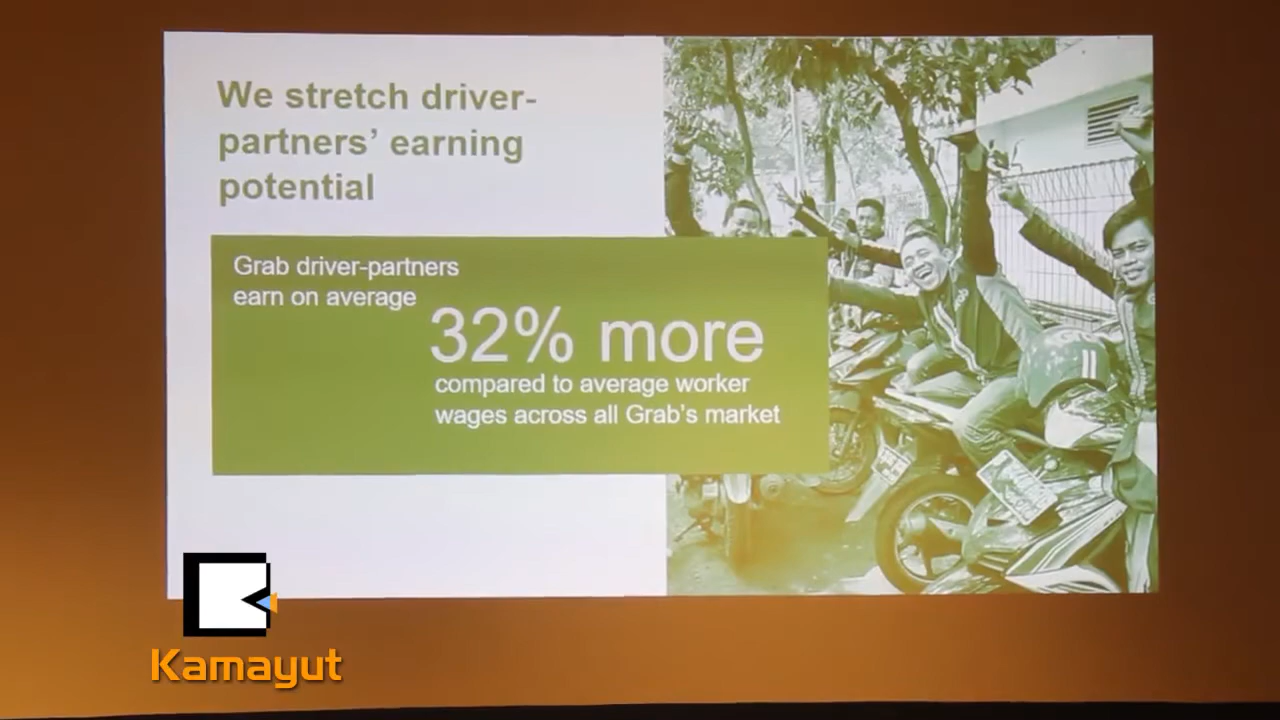 We stretch driver-
partners’ earning
potential
Grab driver-partners
earn on average
32% more
compared to average worker
wages across all Grab's market
Kamayut